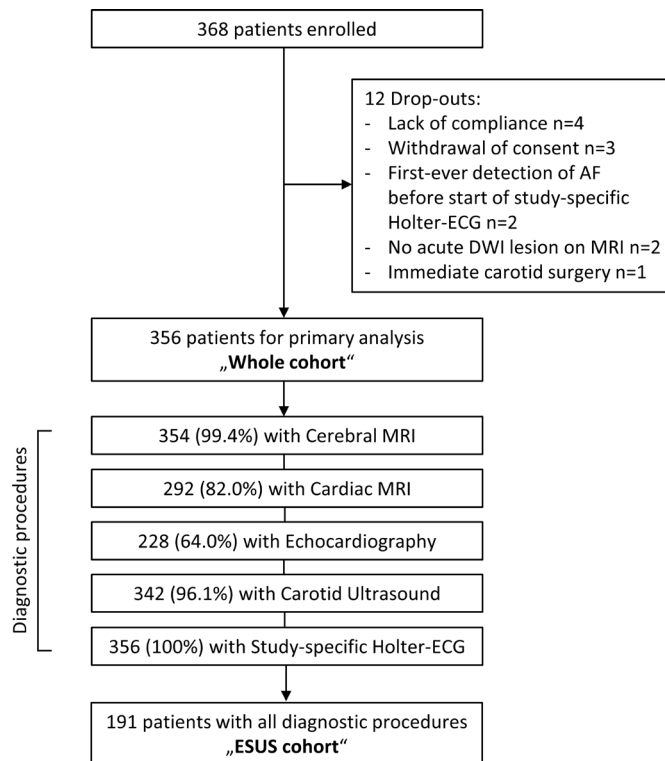 368 patients enrolled
12 Drop-outs:
- Lack of compliance n=4
- Withdrawal of consent n=3
- First-ever detection of AF
before start of study-specific
Holter-ECG n=2
- No acute DWI lesion on MRI n=2
- Immediate carotid surgery n=1
356 patients for primary analysis
„Whole cohort“
Diagnostic procedures
354 (99.4%) with Cerebral MRI
292 (82.0%) with Cardiac MRI
228 (64.0%) with Echocardiography
342 (96.1%) with Carotid Ultrasound
356 (100%) with Study-specific Holter-ECG
191 patients with all diagnostic procedures
„ESUS cohort“